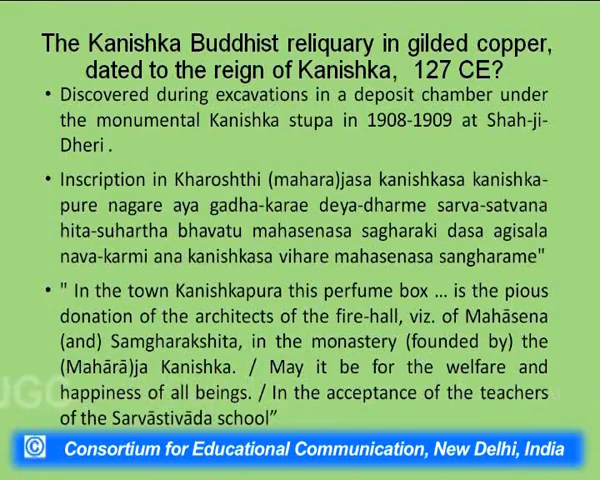 The Kanishka Buddhist reliquary in gilded copper,
dated to the reign of Kanishka, 127 CE?
• Discovered during excavations in a deposit chamber under
the monumental Kanishka stupa in 1908-1909 at Shah-ji-
Dheri .
• Inscription in Kharoshthi (mahara)jasa kanishkasa kanishka-
pure nagare aya gadha-karae deya-dharme sarva-satvana
hita-suhartha bhavatu mahasenasa sagharaki dasa agisala
nava-karmi ana kanishkasa vihare mahasenasa sangharame"
• " In the town Kanishkapura this perfume box … is the pious
donation of the architects of the fire-hall, viz. of Mahāsena
(and) Samgharakshita, in the monastery (founded by) the
(Mahārā)ja Kanishka. / May it be for the welfare and
happiness of all beings. / In the acceptance of the teachers
of the Sarvāstivāda school”
© Consortium for Educational Communication, New Delhi, India